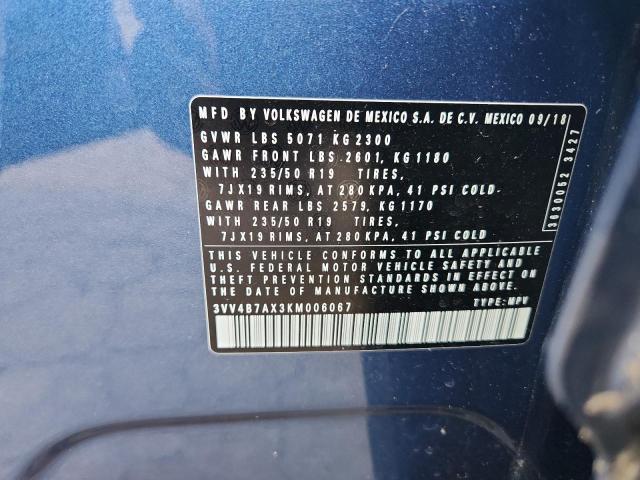 MFD BY VOLKSWAGEN DE MEXICO S.A. DE C.V. MEXICO 09/18
GVWR LBS 5071 KG 2300
GAWR FRONT LBS 2601, KG 1180
WITH 235/50 R19 TIRES,
7JX19 RIMS, AT 280 KPA, 41 PSI COLD
GAWR REAR LBS 2579, KG 1170
WITH 235/50 R19 TIRES,
7JX19 RIMS, AT 280 KPA, 41 PSI COLD
THIS VEHICLE CONFORMS TO ALL APPLICABLE
U.S. FEDERAL MOTOR VEHICLE SAFETY AND
THEFT PREVENTION STANDARDS IN EFFECT
ON THE DATE OF MANUFACTURE SHOWN ABOVE.
3VV4B7AX3KM006067 TYPE: MPV
3030052 3427